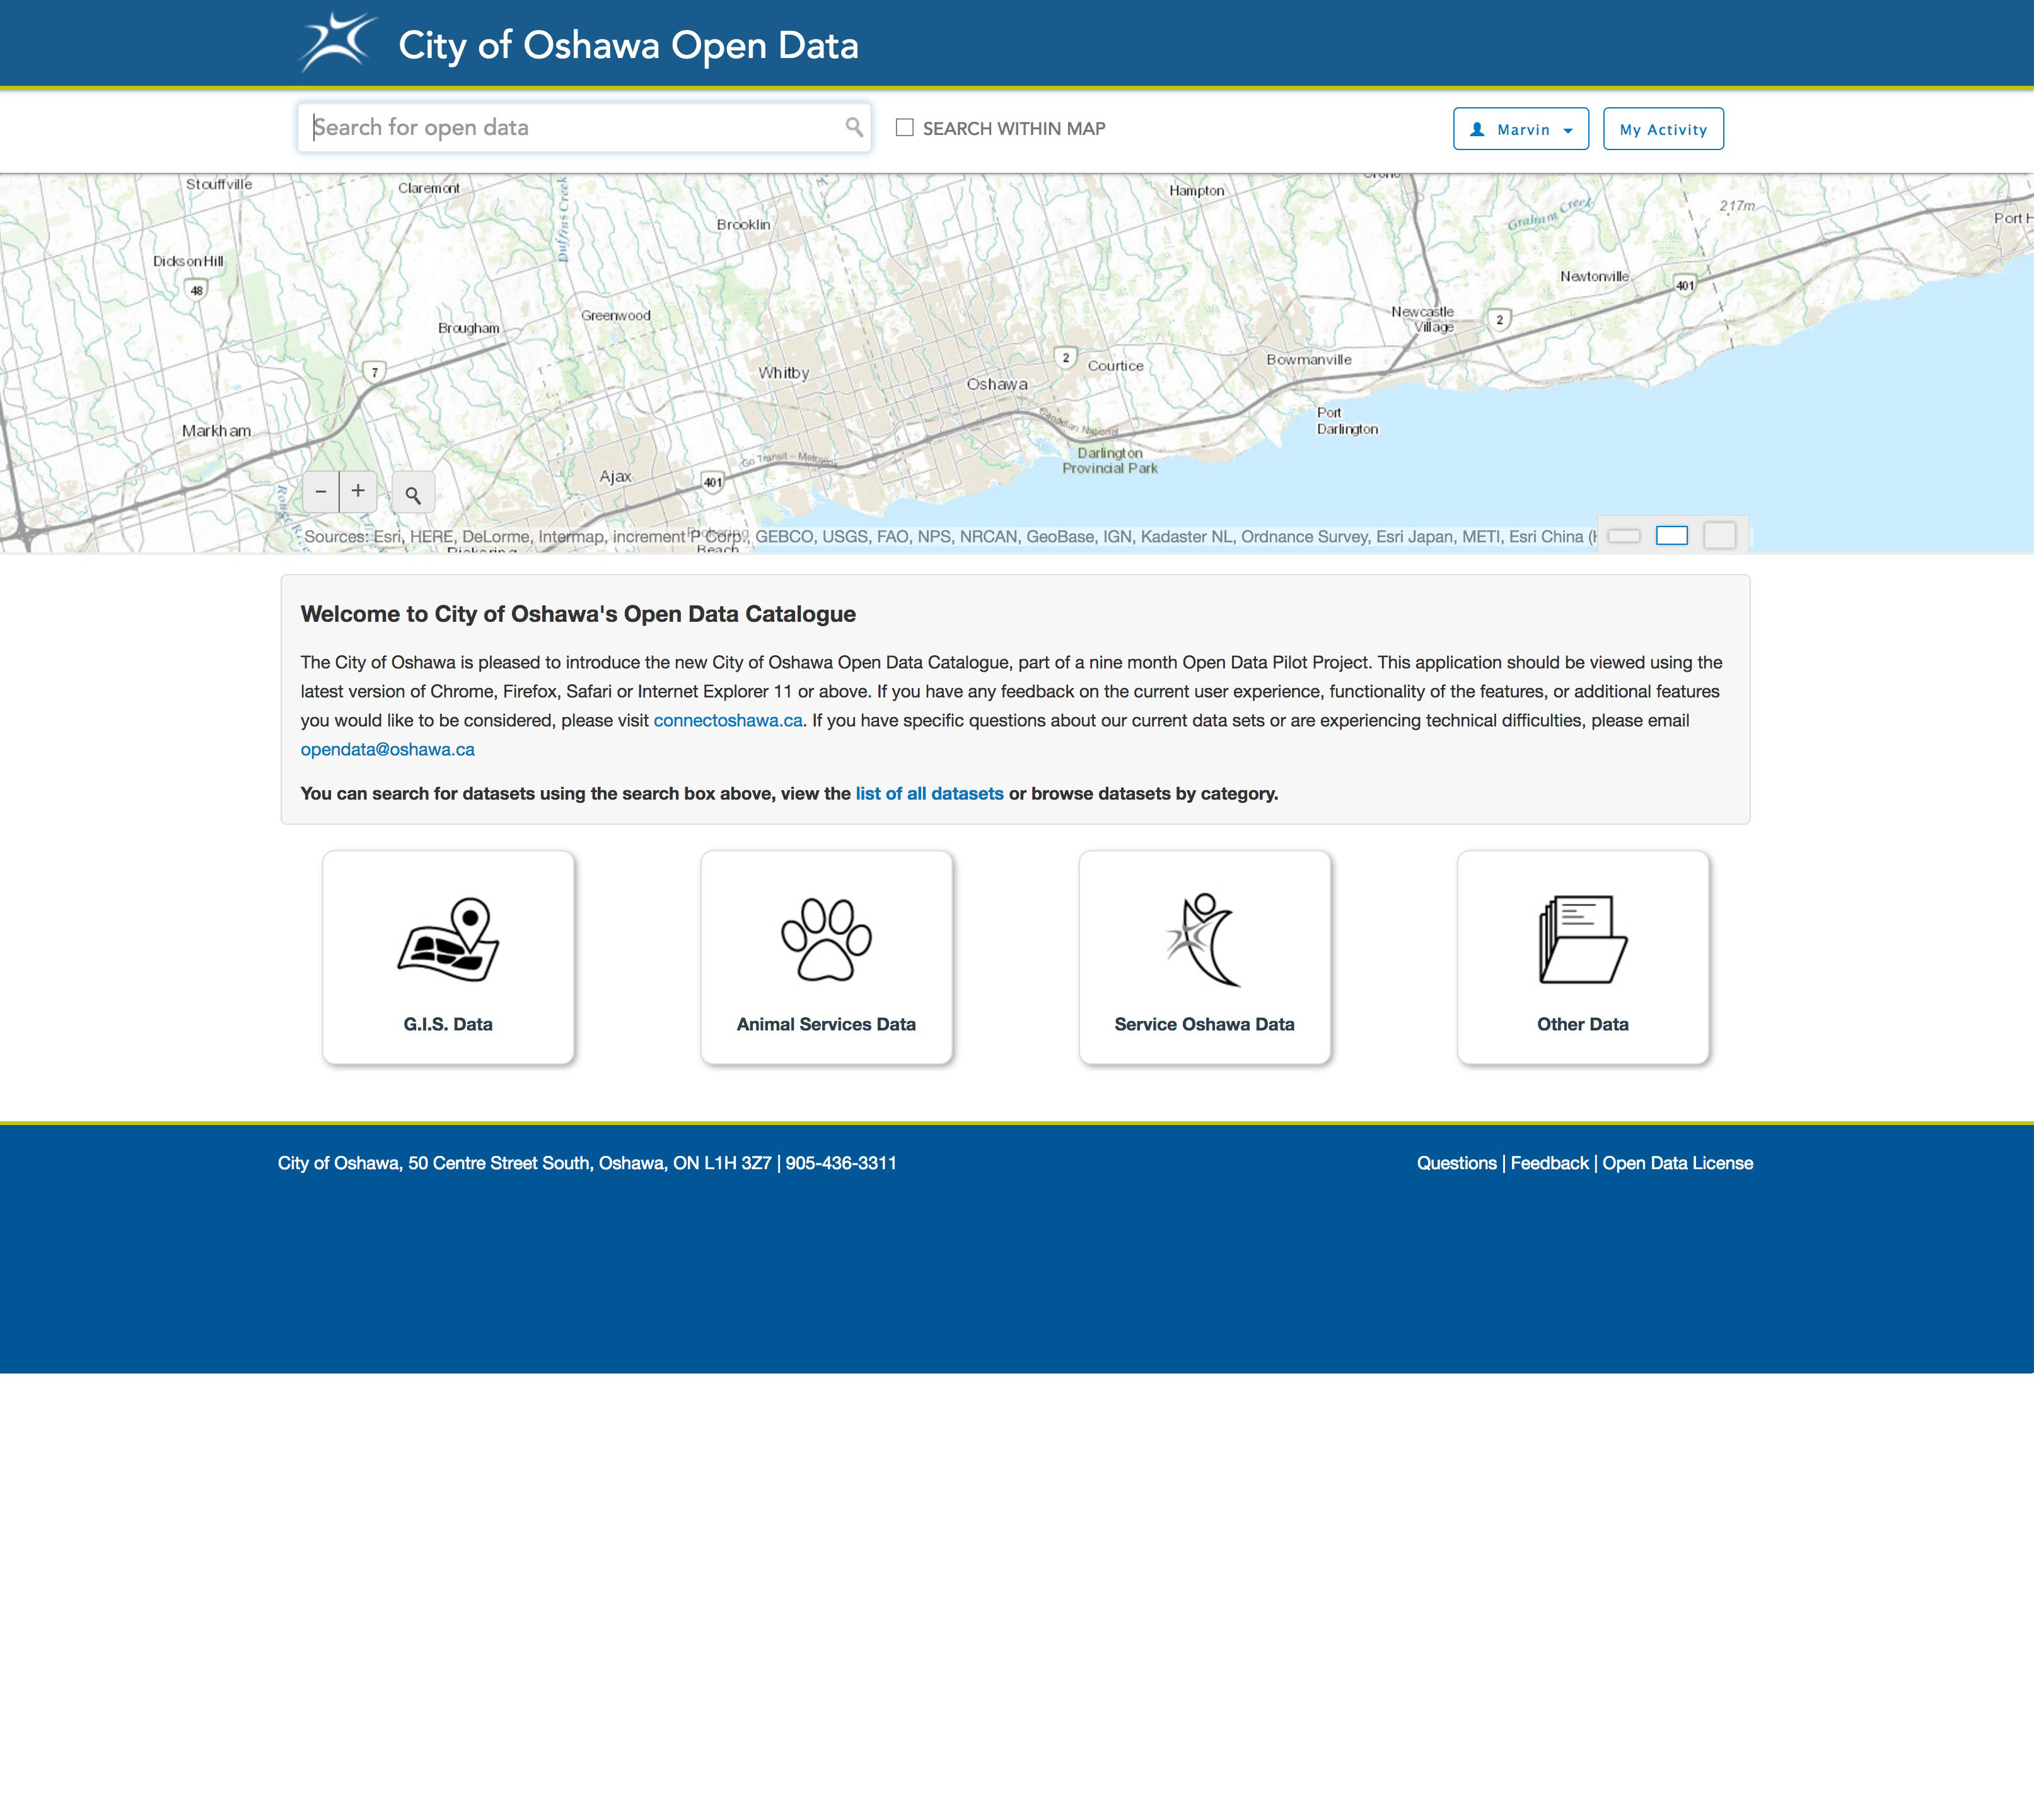 City of Oshawa Open Data
Search for open data
SEARCH WITHIN MAP
Marvin
My Activity
Stouffville
Claremont
Duffins Creek
Brooklin
Hampton
Graham Creek
217m
Port H
Dickson Hill
48
Brougham
Greenwood
Newtonville
401
Newcastle
Village
2
7
Whitby
2
Courtice
Oshawa
Bowmanville
Markham
Port
Darlington
Canadian National
Go Transit – Metrolinx
Darlington
Provincial Park
Ajax
401
− +
Sources: Esri, HERE, DeLorme, Intermap, increment P Corp., GEBCO, USGS, FAO, NPS, NRCAN, GeoBase, IGN, Kadaster NL, Ordnance Survey, Esri Japan, METI, Esri China (
Pickering
Beach
Welcome to City of Oshawa's Open Data Catalogue
The City of Oshawa is pleased to introduce the new City of Oshawa Open Data Catalogue, part of a nine month Open Data Pilot Project. This application should be viewed using the
latest version of Chrome, Firefox, Safari or Internet Explorer 11 or above. If you have any feedback on the current user experience, functionality of the features, or additional features
you would like to be considered, please visit connectoshawa.ca. If you have specific questions about our current data sets or are experiencing technical difficulties, please email
opendata@oshawa.ca
You can search for datasets using the search box above, view the list of all datasets or browse datasets by category.
G.I.S. Data
Animal Services Data
Service Oshawa Data
Other Data
City of Oshawa, 50 Centre Street South, Oshawa, ON L1H 3Z7 | 905-436-3311
Questions | Feedback | Open Data License